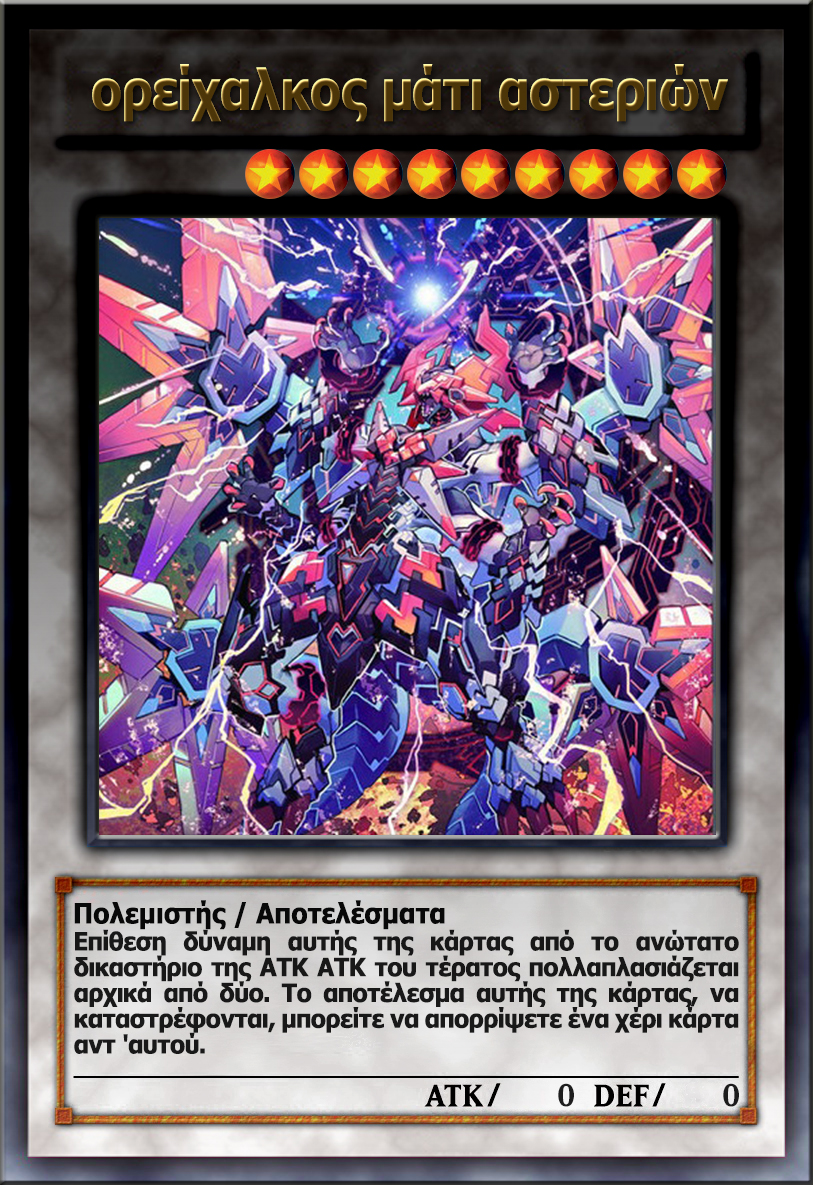 ορείχαλκος μάτι αστεριών
Πολεμιστής / Αποτελέσματα
Επίθεση δύναμη αυτής της κάρτας από το ανώτατο
δικαστήριο της ATK ATK του τέρατος πολλαπλασιάζεται
αρχικά από δύο. Το αποτέλεσμα αυτής της κάρτας, να
καταστρέφονται, μπορείτε να απορρίψετε ένα χέρι κάρτα
αντ 'αυτού.
ATK/ 0 DEF/ 0